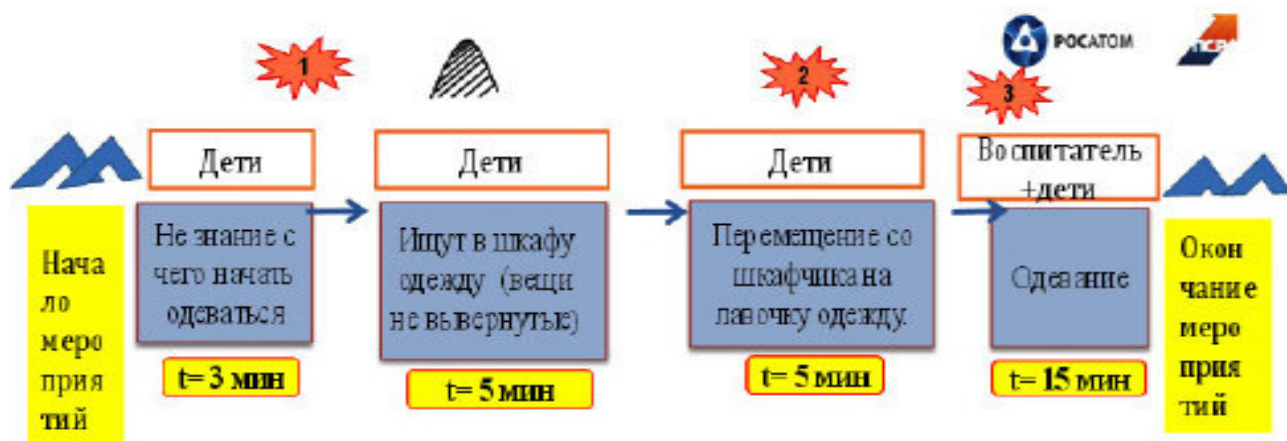 РОСАТОМ
ПСР
1
2
3
Дети
Дети
Дети
Воспитатель
+дети
Нача
ло
меро
прия
тий
Не знание с
чего начать
одеваться
Ищут в шкафу
одежду (вещи
не вывернутые)
Перемещение со
шкафчика на
лавочку одежду.
Одевание
Окон
чание
меро
прия
тий
t= 3 мин
t= 5 мин
t= 5 мин
t= 15 мин